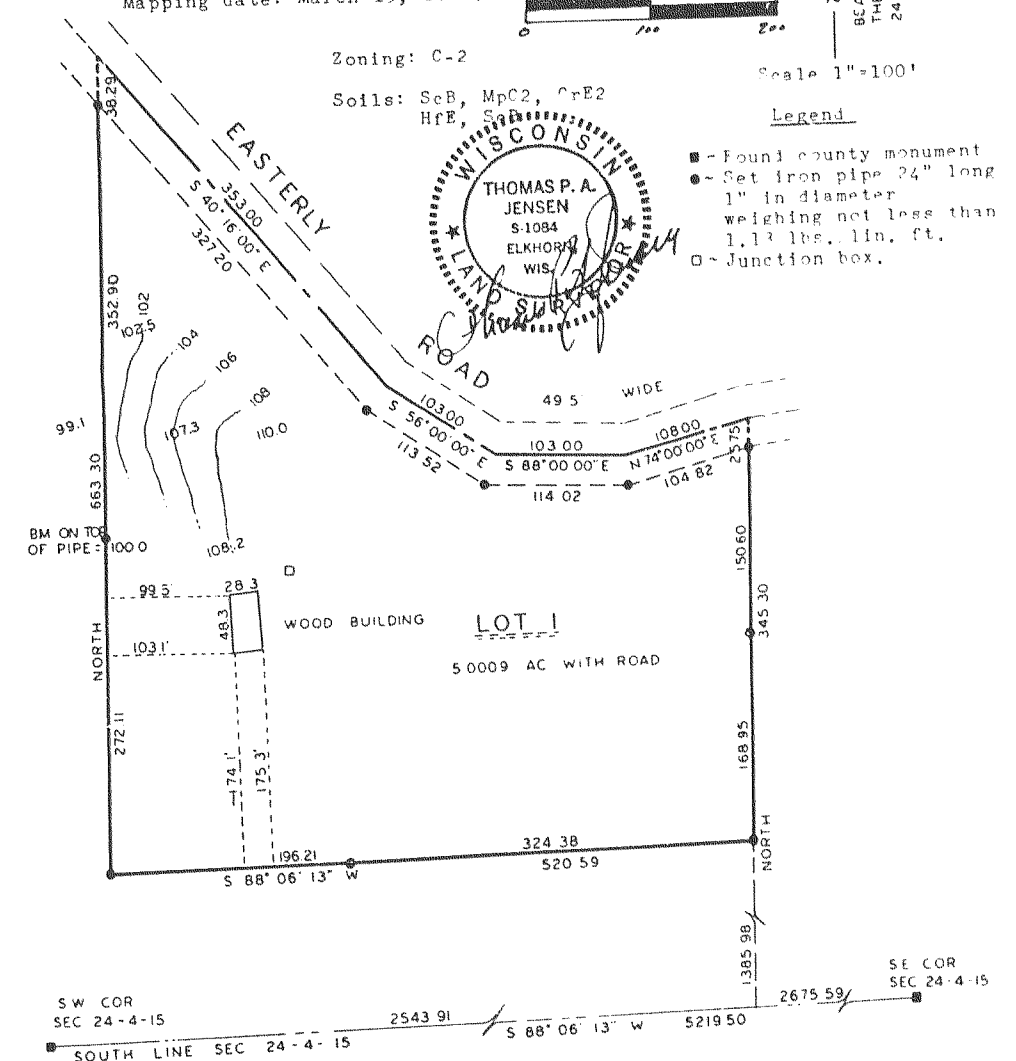 Mapping date: March
0 100 200
Scale 1"=100'
Zoning: C-2
Soils: ScB, MpC2, CrE2
HfE,
Legend
■ - Found county monument
● - Set iron pipe 24" long
1" in diameter
weighing not less than
1.13 lbs., lin. ft.
□ - Junction box.
WISCONSIN
THOMAS P. A.
JENSEN
S-1084
ELKHORN
WIS.
LAND SURVEYOR
EASTERLY
ROAD
49 5' WIDE
38.29
353.00
S 40° 16' 00" E
327.20
103.00
S 56° 00' 00" E
113 52
103 00
S 88° 00' 00" E
114 02
108 00
N 74° 00' 00" E
104 82
25 75
352.90
102
102.5
104
106
108
107.3
110.0
99.1
663 30
BM ON TOP
OF PIPE = 100 0
108.2
99 5'
28 3
48.3
WOOD BUILDING
103.1'
LOT 1
5 0009 AC WITH ROAD
150 60
345 30
168 95
NORTH
NORTH
272.11
174.1'
175.3'
196.21
324 38
520 59
S 88° 06' 13" W
1385 98
SW COR
SEC 24-4-15
SE COR
SEC 24-4-15
2543 91
2675 59
S 88° 06' 13" W
5219 50
SOUTH LINE SEC 24-4-15